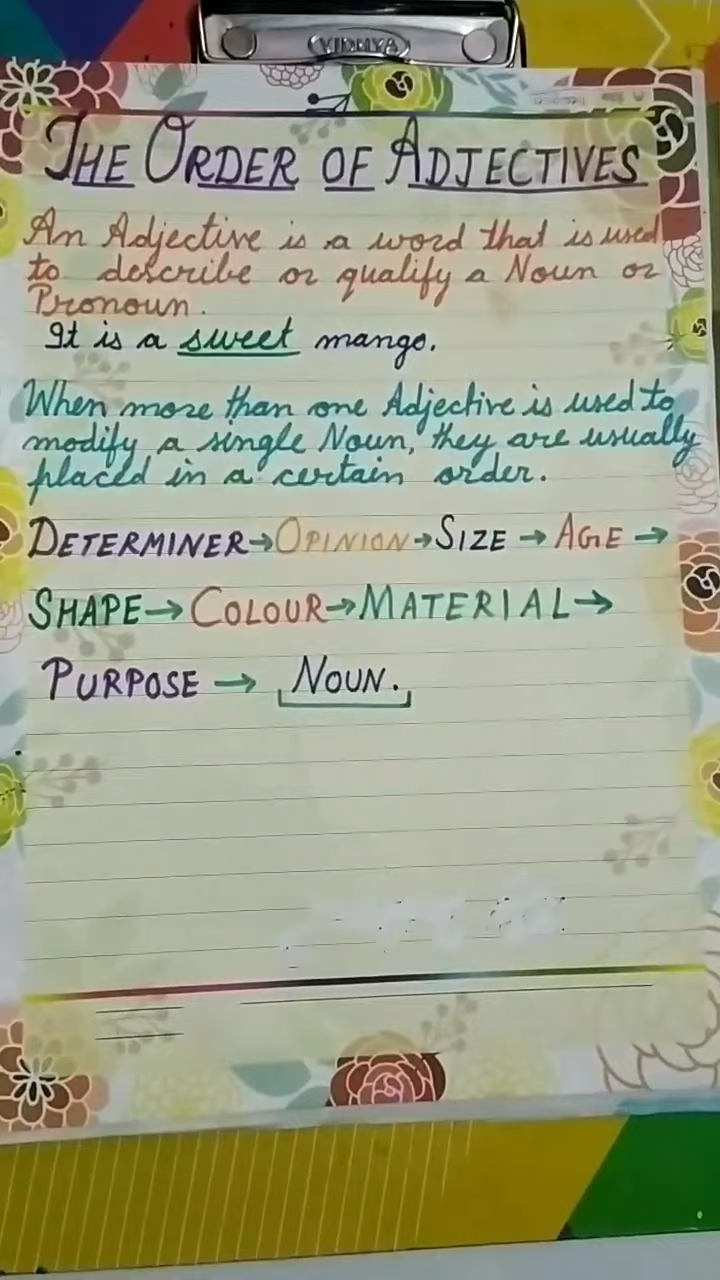 VIDHYA
THE ORDER OF ADJECTIVES
An Adjective is a word that is used
to describe or qualify a Noun or
Pronoun.
It is a sweet mango.
When more than one Adjective is used to
modify a single Noun, they are usually
placed in a certain order.
DETERMINER→OPINION→SIZE→AGE→
SHAPE→COLOUR→MATERIAL→
PURPOSE→ NOUN.